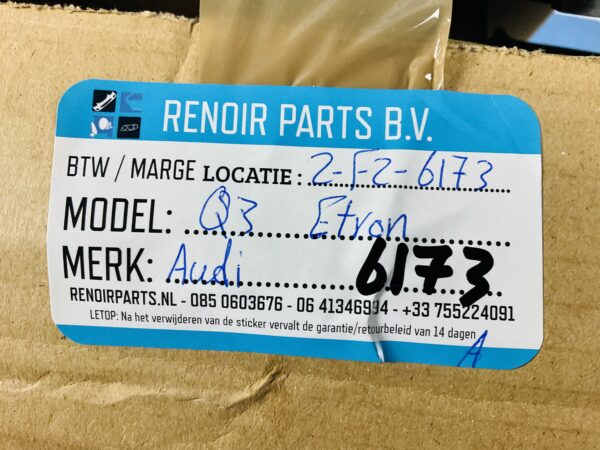 RENOIR PARTS B.V.
BTW / MARGE LOCATIE: 2-F2-6173
MODEL: Q3 Etron
MERK: Audi 6173
RENOIRPARTS.NL - 085 0603676 - 06 41346994 - +33 755224091
LETOP: Na het verwijderen van de sticker vervalt de garantie/retourbeleid van 14 dagen
A